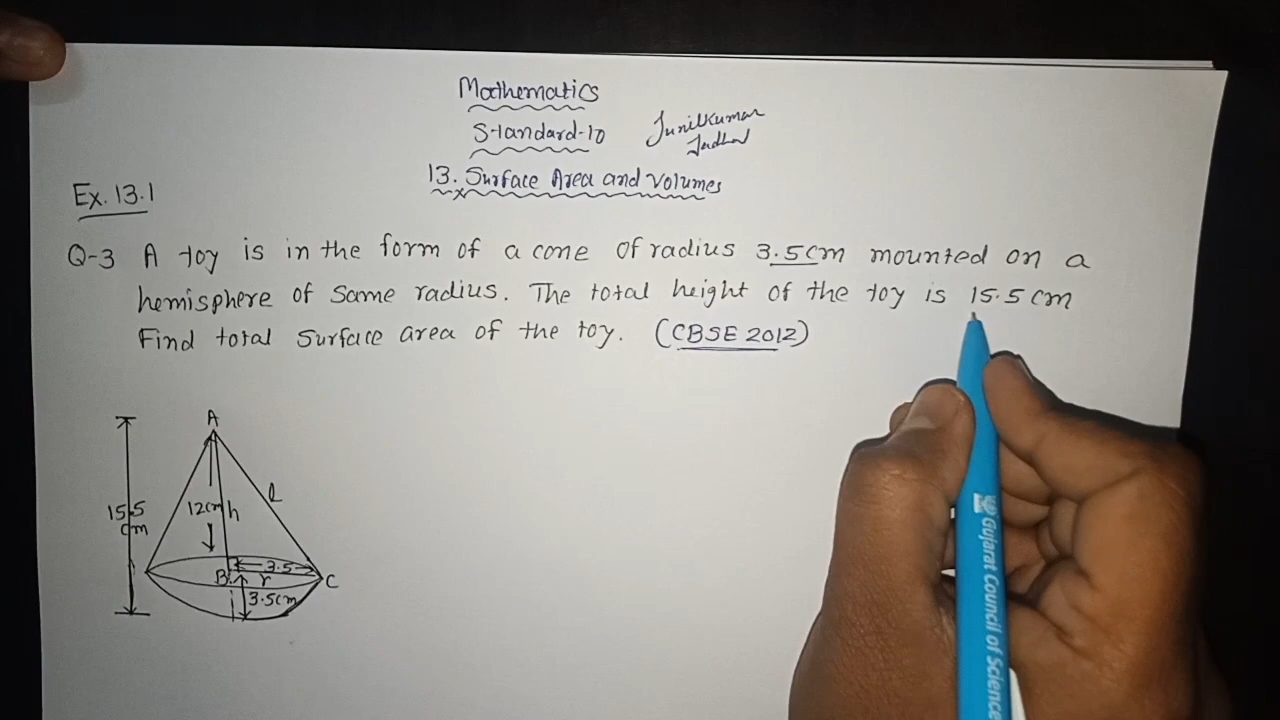 Mathematics
Standard-10
13. Surface Area and Volumes
Ex. 13.1
Q-3 A toy is in the form of a cone of radius 3.5cm mounted on a
hemisphere of same radius. The total height of the toy is 15.5 cm
Find total surface area of the toy. (CBSE 2012)
A
15.5
cm
12cm
h
l
3.5
B
r
C
3.5cm
Gujarat Council of Science